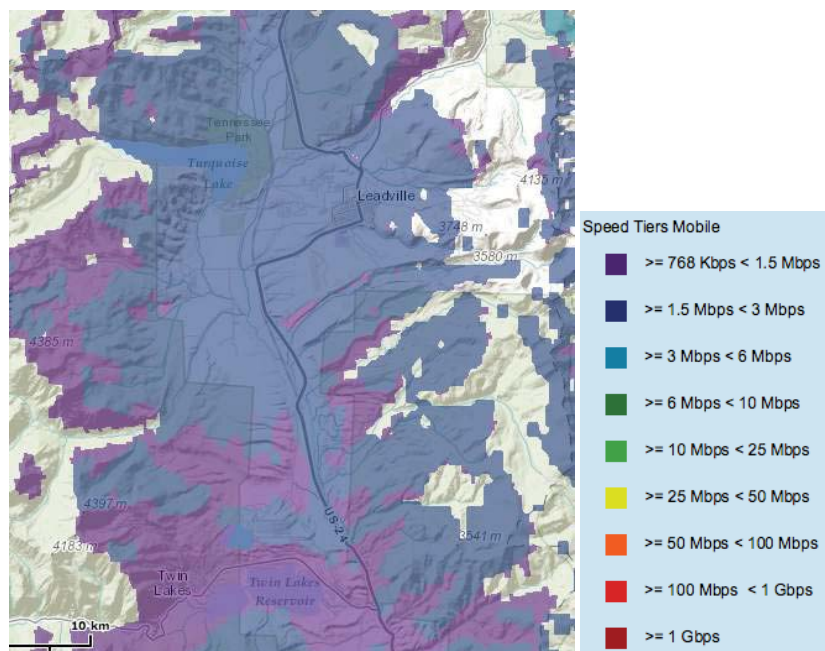 Tennessee
Park
Turquoise
Lake
Leadville
4135 m
3748 m
3580 m
4385 m
4397 m
4183 m
US-24
3541 m
Twin
Lakes
Twin Lakes
Reservoir
10 km
Speed Tiers Mobile
>= 768 Kbps < 1.5 Mbps
>= 1.5 Mbps < 3 Mbps
>= 3 Mbps < 6 Mbps
>= 6 Mbps < 10 Mbps
>= 10 Mbps < 25 Mbps
>= 25 Mbps < 50 Mbps
>= 50 Mbps < 100 Mbps
>= 100 Mbps < 1 Gbps
>= 1 Gbps